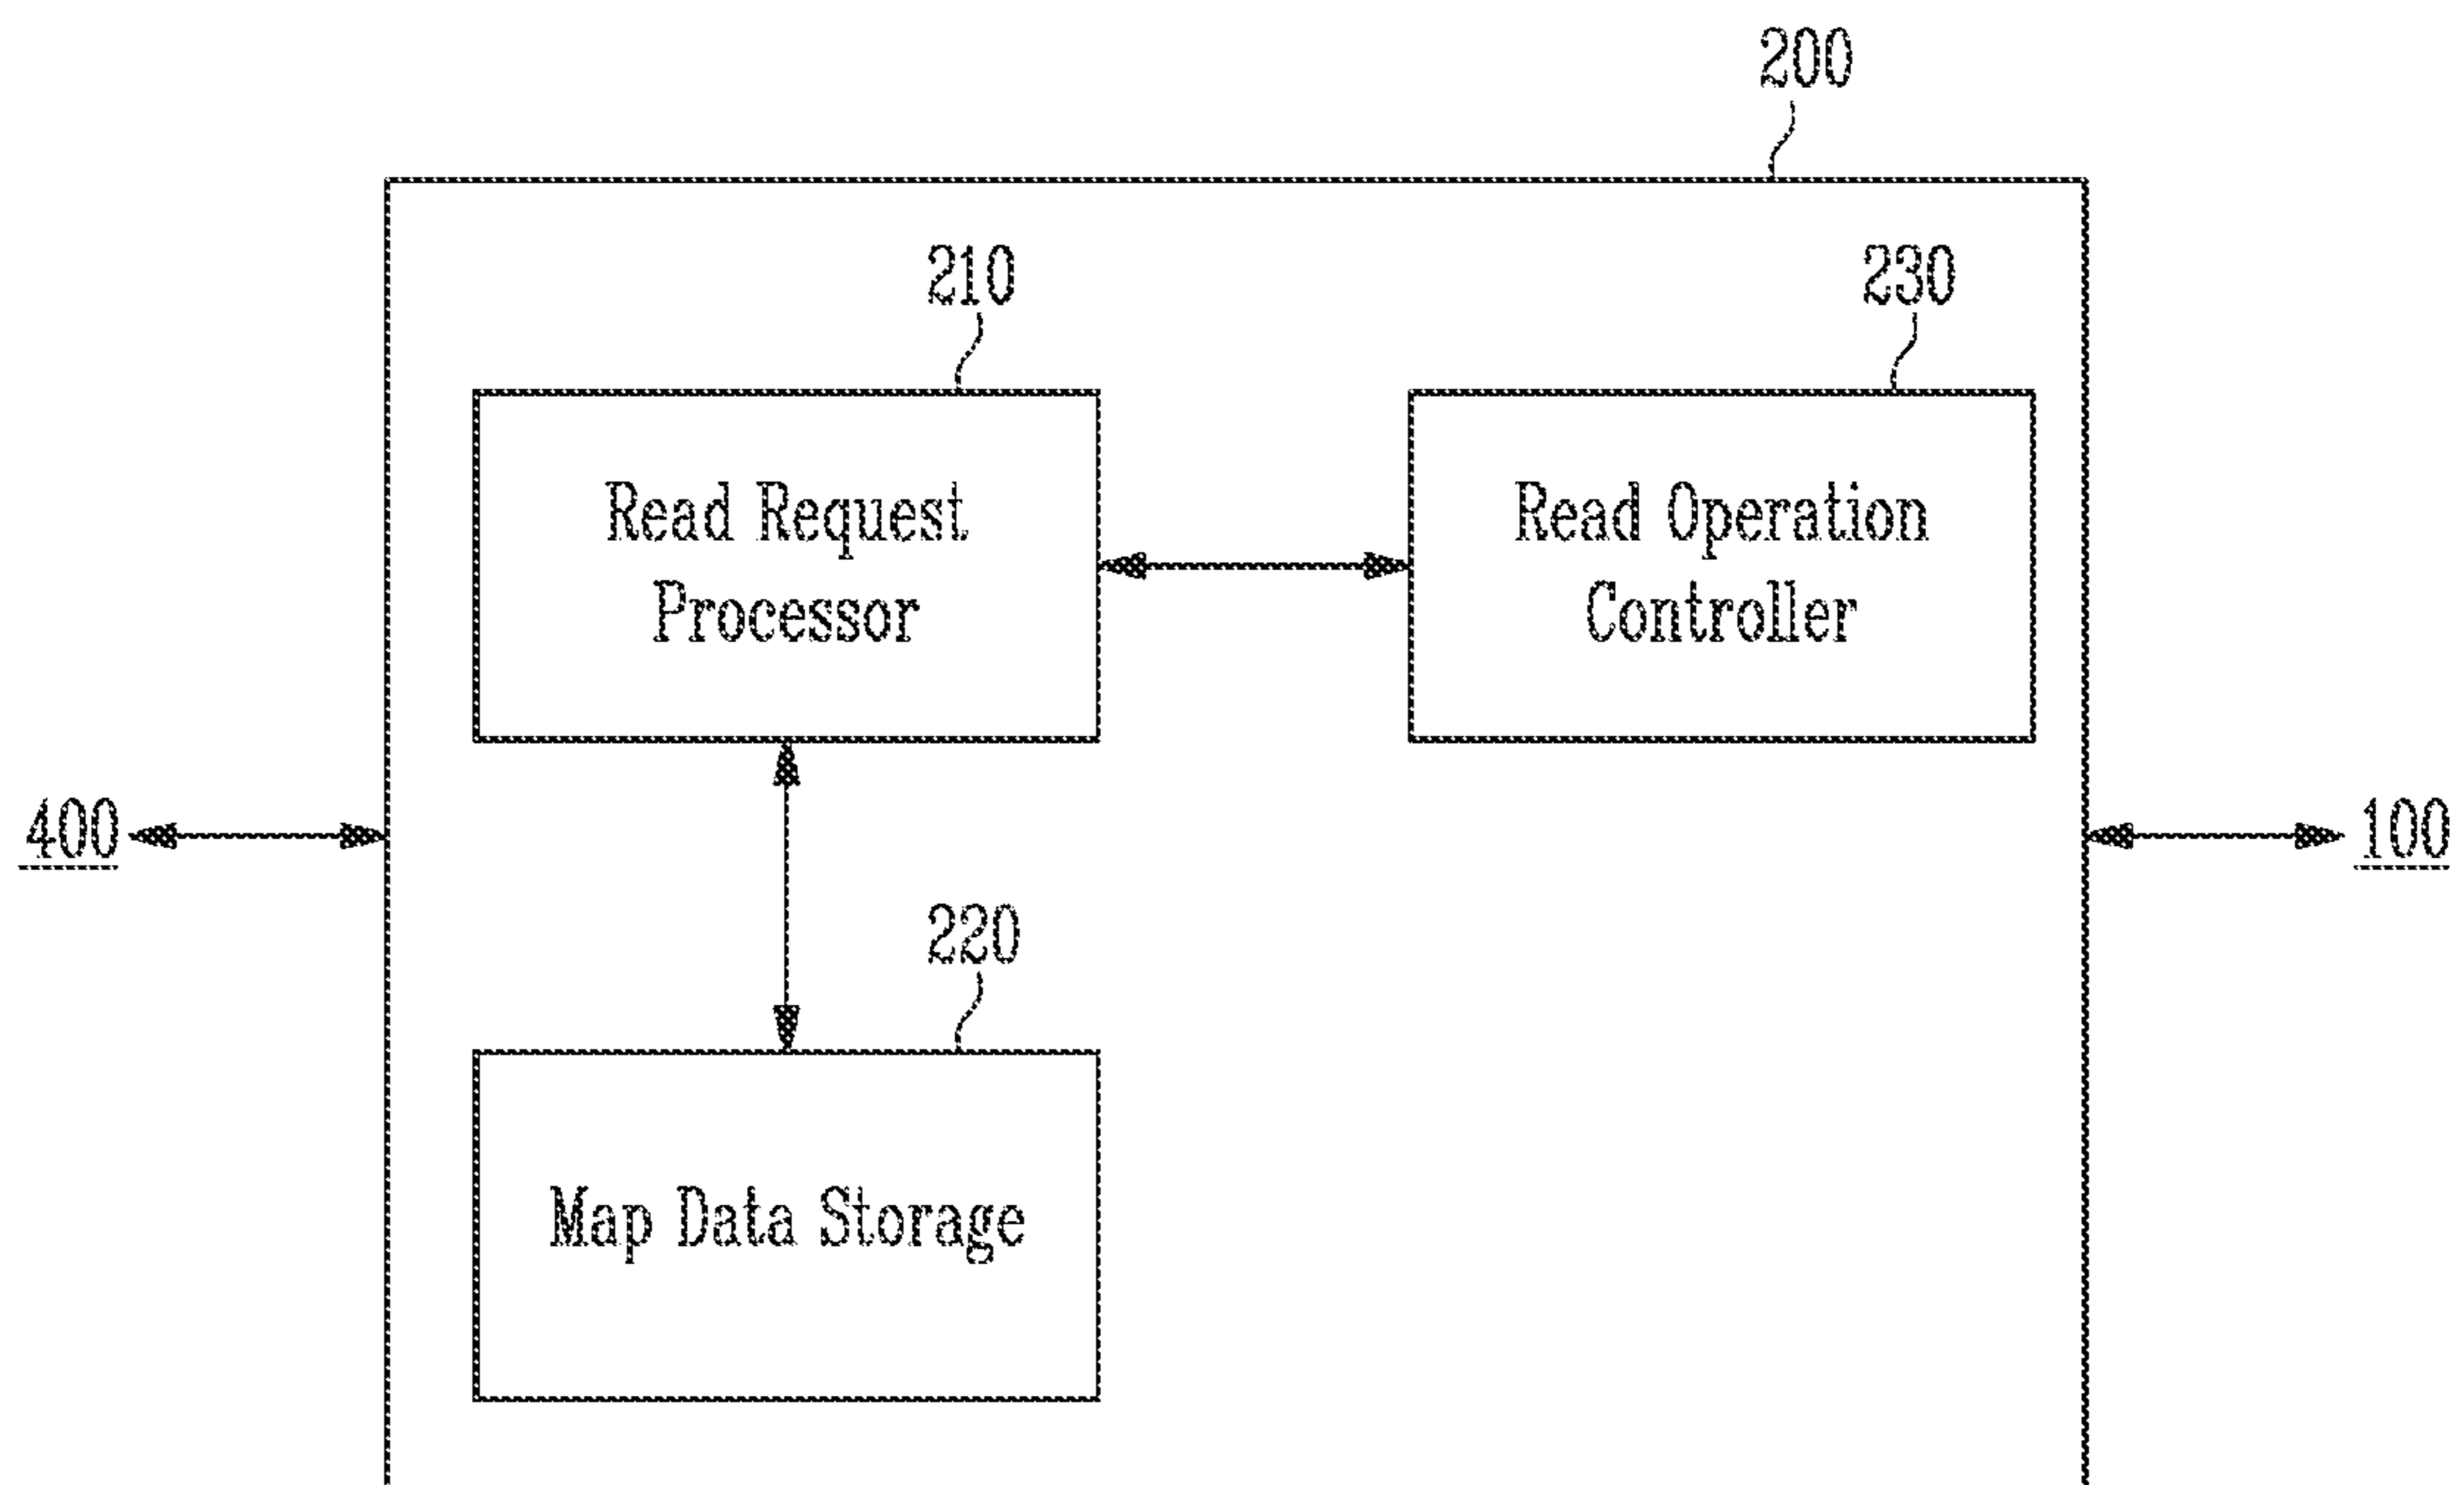 200
210
230
Read Request
Processor
Read Operation
Controller
400
100
220
Map Data Storage